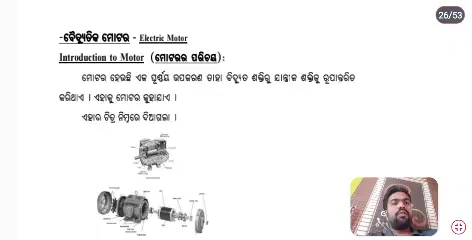 26/53
-ବୈଦ୍ୟୁତିକ ମୋଟର - Electric Motor
Introduction to Motor (ମୋଟରର ପରିଚୟ):
ମୋଟର ହେଉଛି ଏକ ଘୂର୍ଣ୍ଣୀୟ ଉପକରଣ ତାହା ବିଦ୍ୟୁତ ଶକ୍ତିରୁ ଯାନ୍ତ୍ରୀକ ଶକ୍ତିକୁ ରୂପାନ୍ତରିତ
କରିଥାଏ । ଏହାକୁ ମୋଟର କୁହାଯାଏ ।
ଏହାର ଚିତ୍ର ନିମ୍ନରେ ଦିଆଗଲା ।